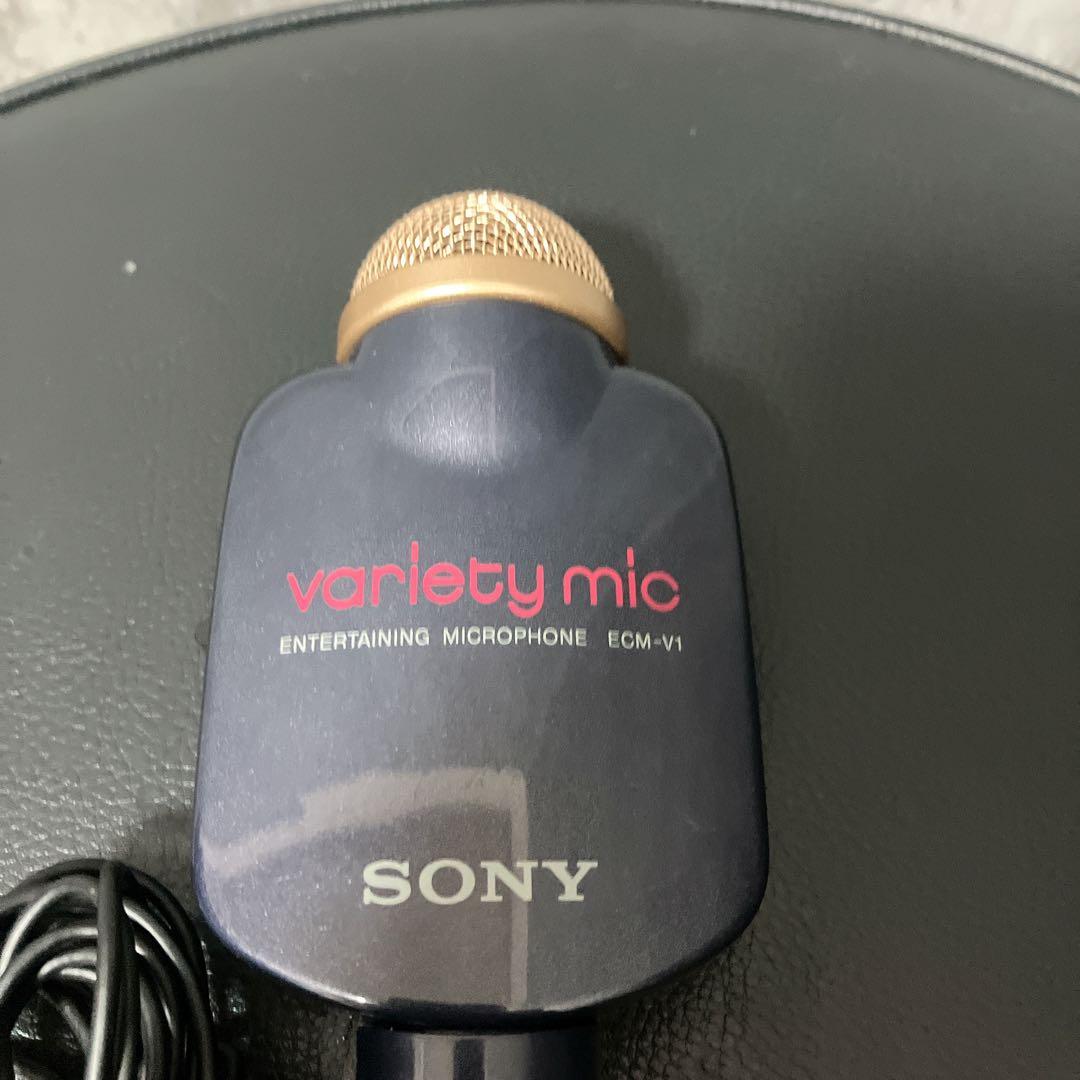 variety mic
ENTERTAINING MICROPHONE ECM-V1
SONY